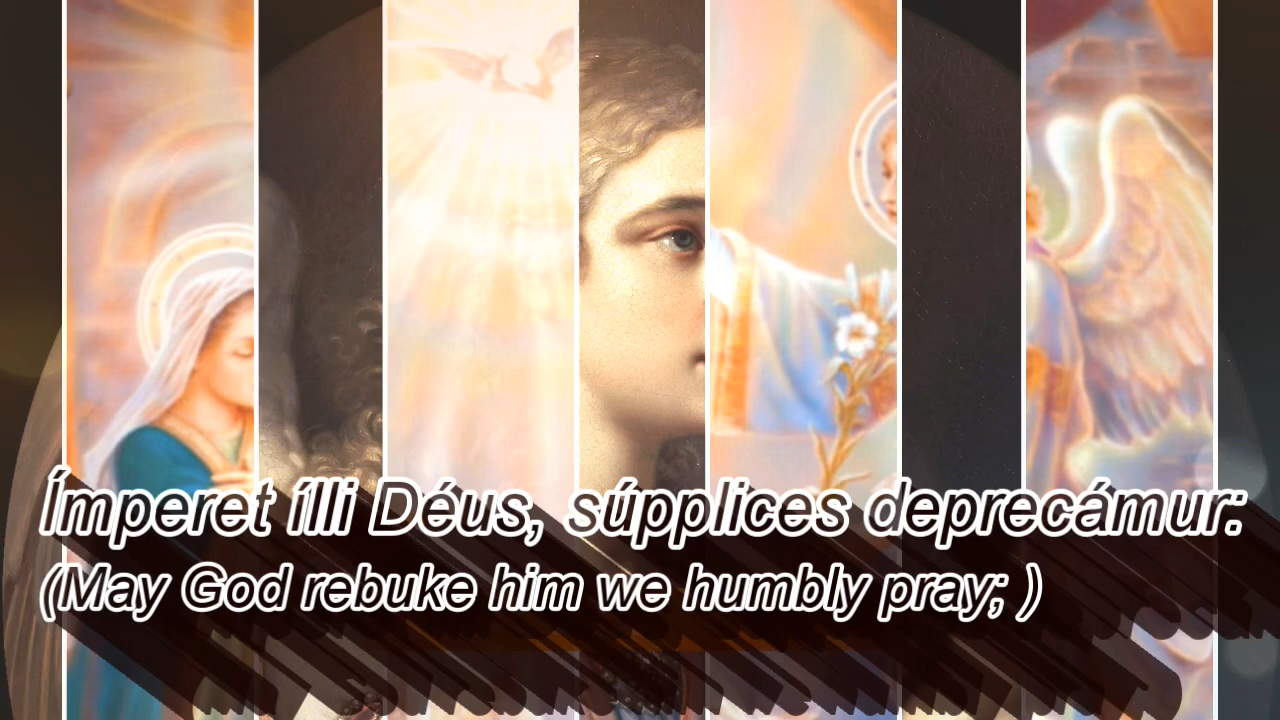 Ímperet ílli Déus, súpplices deprecámur:
(May God rebuke him we humbly pray; )